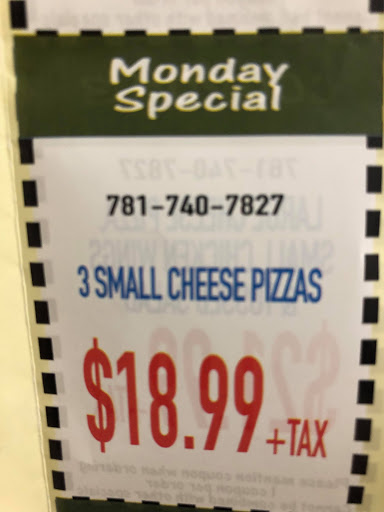 Monday
Special
781-740-7827
3 SMALL CHEESE PIZZAS
$18.99 +TAX